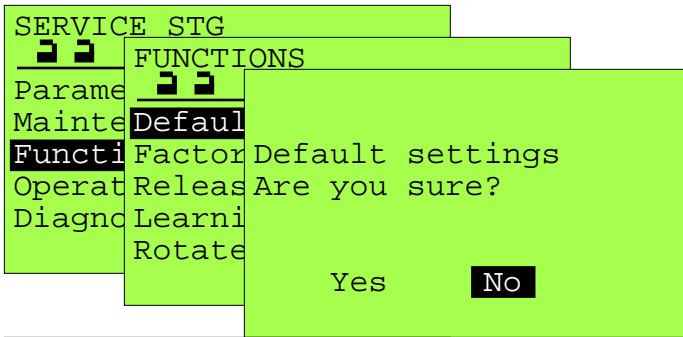 SERVICE STG
Parame
Mainte
Functi
Operat
Diagno
FUNCTIONS
Defaul
Factor
Releas
Learni
Rotate
Default settings
Are you sure?
Yes No